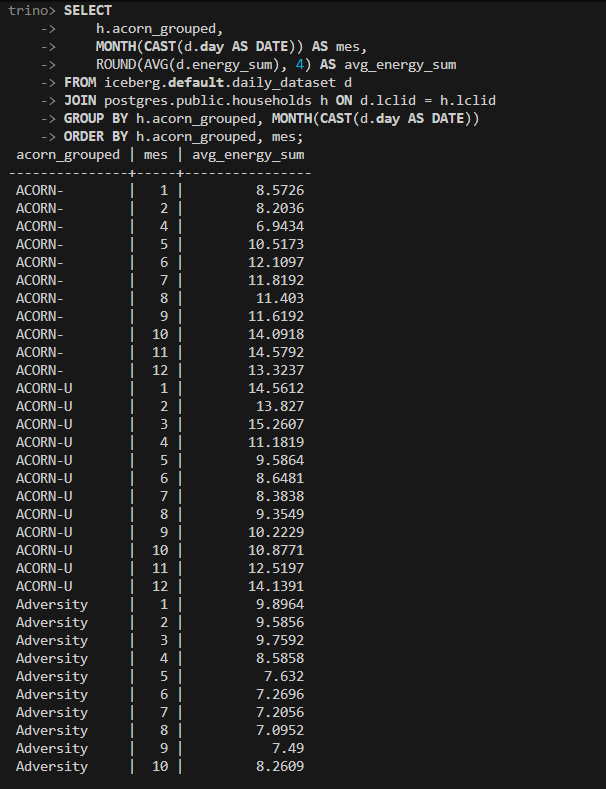 trino> SELECT
    ->     h.acorn_grouped,
    ->     MONTH(CAST(d.day AS DATE)) AS mes,
    ->     ROUND(AVG(d.energy_sum), 4) AS avg_energy_sum
    -> FROM iceberg.default.daily_dataset d
    -> JOIN postgres.public.households h ON d.lclid = h.lclid
    -> GROUP BY h.acorn_grouped, MONTH(CAST(d.day AS DATE))
    -> ORDER BY h.acorn_grouped, mes;
 acorn_grouped | mes | avg_energy_sum
---------------+-----+----------------
 ACORN-        |   1 |         8.5726
 ACORN-        |   2 |         8.2036
 ACORN-        |   4 |         6.9434
 ACORN-        |   5 |        10.5173
 ACORN-        |   6 |        12.1097
 ACORN-        |   7 |        11.8192
 ACORN-        |   8 |         11.403
 ACORN-        |   9 |        11.6192
 ACORN-        |  10 |        14.0918
 ACORN-        |  11 |        14.5792
 ACORN-        |  12 |        13.3237
 ACORN-U       |   1 |        14.5612
 ACORN-U       |   2 |         13.827
 ACORN-U       |   3 |        15.2607
 ACORN-U       |   4 |        11.1819
 ACORN-U       |   5 |         9.5864
 ACORN-U       |   6 |         8.6481
 ACORN-U       |   7 |         8.3838
 ACORN-U       |   8 |         9.3549
 ACORN-U       |   9 |        10.2229
 ACORN-U       |  10 |        10.8771
 ACORN-U       |  11 |        12.5197
 ACORN-U       |  12 |        14.1391
 Adversity     |   1 |         9.8964
 Adversity     |   2 |         9.5856
 Adversity     |   3 |         9.7592
 Adversity     |   4 |         8.5858
 Adversity     |   5 |          7.632
 Adversity     |   6 |         7.2696
 Adversity     |   7 |         7.2056
 Adversity     |   8 |         7.0952
 Adversity     |   9 |           7.49
 Adversity     |  10 |         8.2609